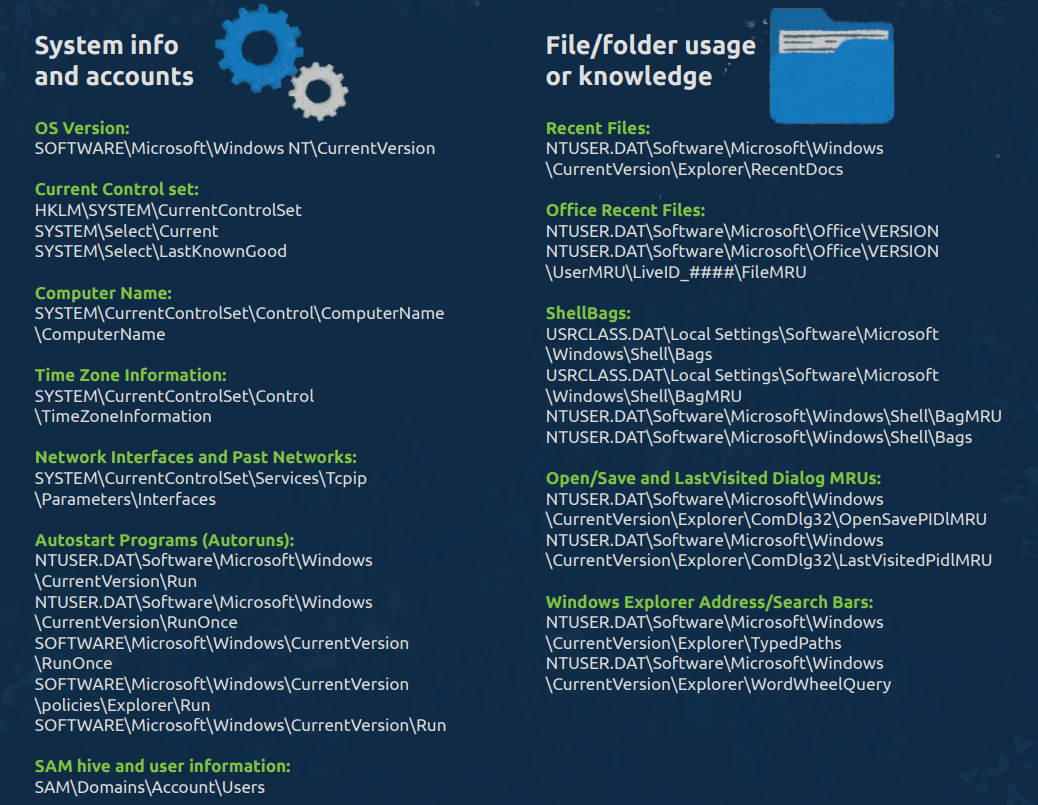 System info
and accounts
OS Version:
SOFTWARE\Microsoft\Windows NT\CurrentVersion
Current Control set:
HKLM\SYSTEM\CurrentControlSet
SYSTEM\Select\Current
SYSTEM\Select\LastKnownGood
Computer Name:
SYSTEM\CurrentControlSet\Control\ComputerName
\ComputerName
Time Zone Information:
SYSTEM\CurrentControlSet\Control
\TimeZoneInformation
Network Interfaces and Past Networks:
SYSTEM\CurrentControlSet\Services\Tcpip
\Parameters\Interfaces
Autostart Programs (Autoruns):
NTUSER.DAT\Software\Microsoft\Windows
\CurrentVersion\Run
NTUSER.DAT\Software\Microsoft\Windows
\CurrentVersion\RunOnce
SOFTWARE\Microsoft\Windows\CurrentVersion
\RunOnce
SOFTWARE\Microsoft\Windows\CurrentVersion
\policies\Explorer\Run
SOFTWARE\Microsoft\Windows\CurrentVersion\Run
SAM hive and user information:
SAM\Domains\Account\Users
File/folder usage
or knowledge
Recent Files:
NTUSER.DAT\Software\Microsoft\Windows
\CurrentVersion\Explorer\RecentDocs
Office Recent Files:
NTUSER.DAT\Software\Microsoft\Office\VERSION
NTUSER.DAT\Software\Microsoft\Office\VERSION
\UserMRU\LiveID_####\FileMRU
ShellBags:
USRCLASS.DAT\Local Settings\Software\Microsoft
\Windows\Shell\Bags
USRCLASS.DAT\Local Settings\Software\Microsoft
\Windows\Shell\BagMRU
NTUSER.DAT\Software\Microsoft\Windows\Shell\BagMRU
NTUSER.DAT\Software\Microsoft\Windows\Shell\Bags
Open/Save and LastVisited Dialog MRUs:
NTUSER.DAT\Software\Microsoft\Windows
\CurrentVersion\Explorer\ComDlg32\OpenSavePIDlMRU
NTUSER.DAT\Software\Microsoft\Windows
\CurrentVersion\Explorer\ComDlg32\LastVisitedPidlMRU
Windows Explorer Address/Search Bars:
NTUSER.DAT\Software\Microsoft\Windows
\CurrentVersion\Explorer\TypedPaths
NTUSER.DAT\Software\Microsoft\Windows
\CurrentVersion\Explorer\WordWheelQuery